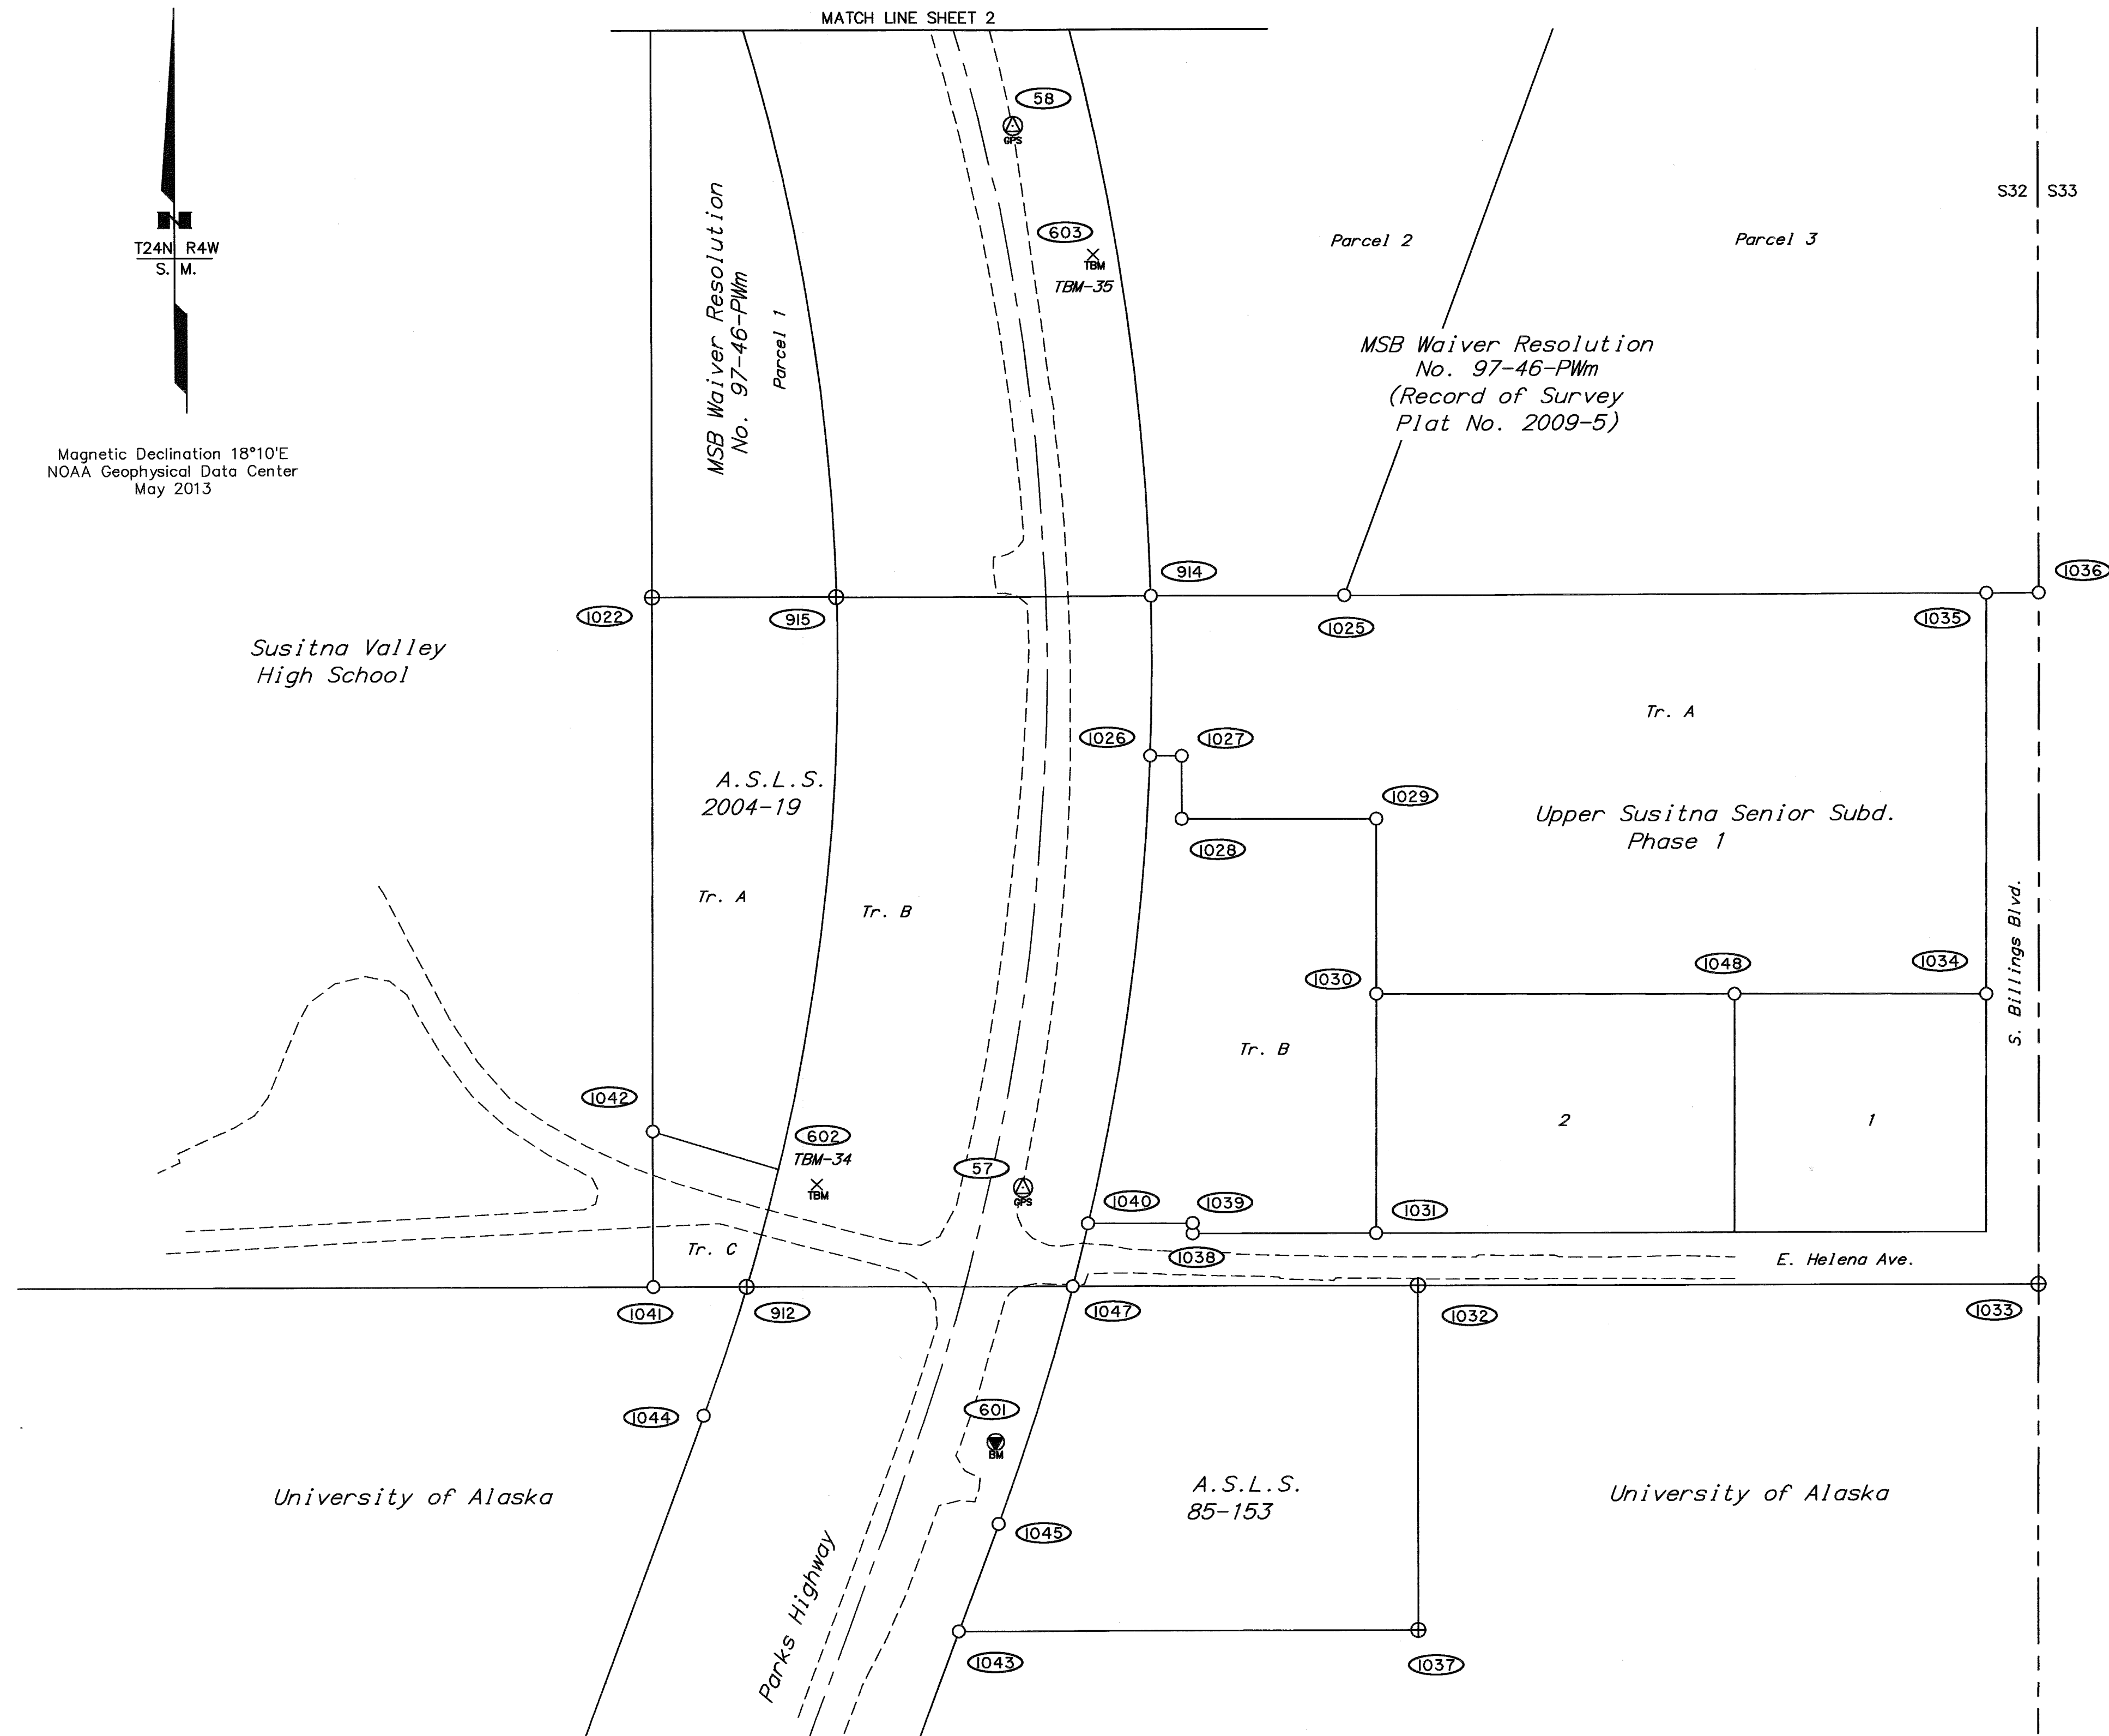 MATCH LINE SHEET 2
58
GPS
N
T24N R4W
S. M.
Magnetic Declination 18°10'E
NOAA Geophysical Data Center
May 2013
MSB Waiver Resolution
No. 97-46-PWm
Parcel 1
603
TBM
TBM-35
Parcel 2
Parcel 3
S32 S33
MSB Waiver Resolution
No. 97-46-PWm
(Record of Survey
Plat No. 2009-5)
914
1036
1022
915
1025
1035
Susitna Valley
High School
Tr. A
1026
1027
A.S.L.S.
2004-19
1029
1028
Upper Susitna Senior Subd.
Phase 1
Tr. A
Tr. B
S. Billings Blvd.
1030
1048
1034
Tr. B
1042
602
TBM-34
TBM
57
GPS
2
1
1040
1039
1031
Tr. C
1038
E. Helena Ave.
1041
912
1047
1032
1033
1044
601
BM
University of Alaska
A.S.L.S.
85-153
University of Alaska
1045
Parks Highway
1043
1037